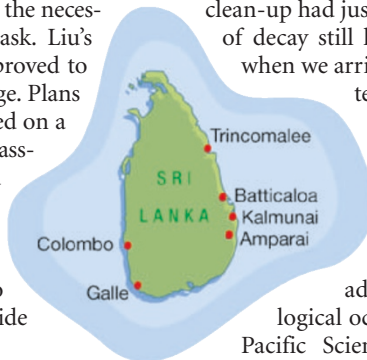 the neces-
ask. Liu's
proved to
ge. Plans
ed on a
ass-
ide
clean-up had just
of decay still
when we arri
te
Trincomalee
SRI
LANKA
Batticaloa
Kalmunai
Amparai
Colombo
Galle
ad
logical oc
Pacific Scien